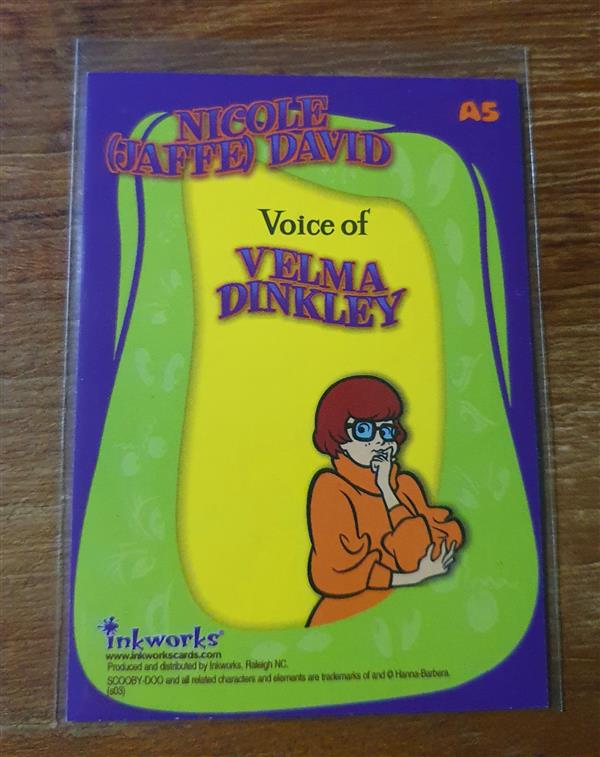 A5
NICOLE
(JAFFE) DAVID
Voice of
VELMA
DINKLEY
inkworks®
www.inkworkscards.com
Produced and distributed by Inkworks, Raleigh NC.
SCOOBY-DOO and all related characters and elements are trademarks of and © Hanna-Barbera.
(s03)